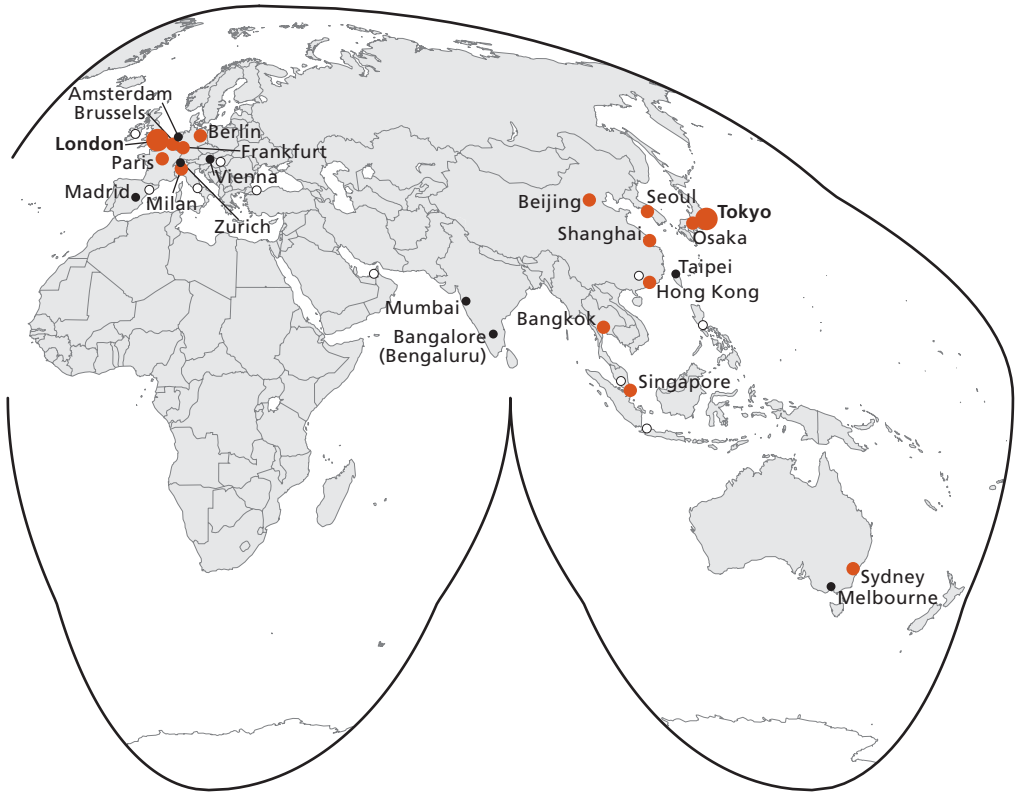 Amsterdam
Brussels
London
Berlin
Frankfurt
Paris
Vienna
Madrid
Milan
Zurich
Beijing
Seoul
Tokyo
Shanghai
Osaka
Taipei
Hong Kong
Mumbai
Bangkok
Bangalore
(Bengaluru)
Singapore
Sydney
Melbourne